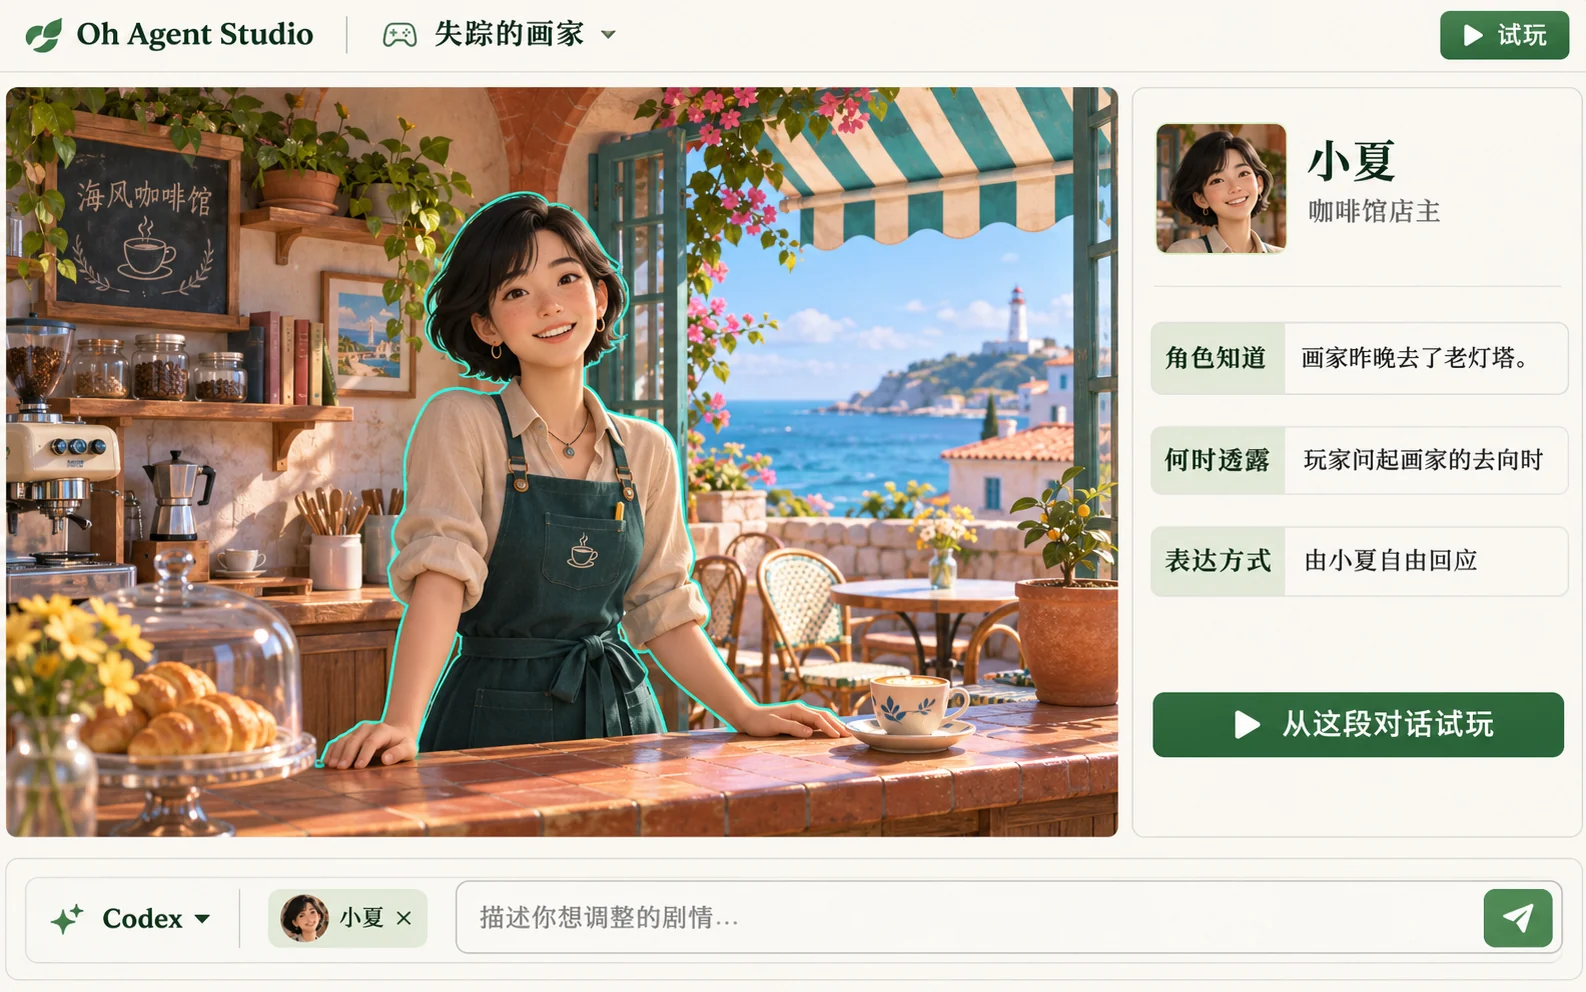 Oh Agent Studio
失踪的画家
试玩
海风咖啡馆
小夏
咖啡馆店主
角色知道
画家昨晚去了老灯塔。
何时透露
玩家问起画家的去向时
表达方式
由小夏自由回应
从这段对话试玩
Codex
小夏
描述你想调整的剧情...